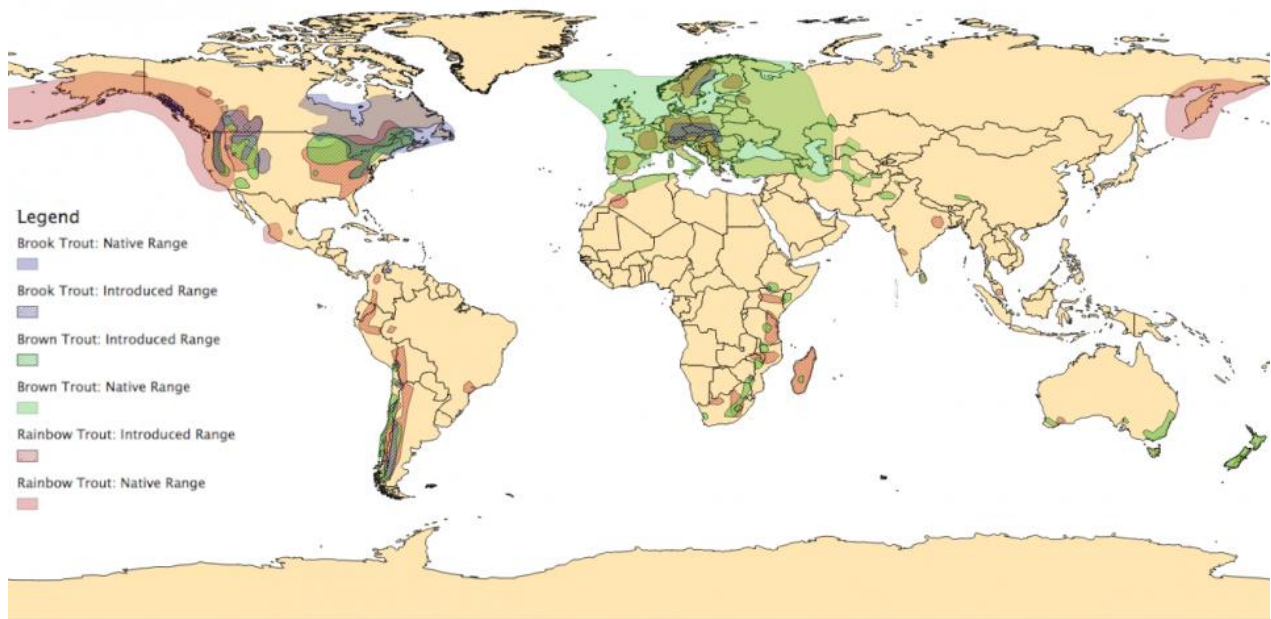 Legend
Brook Trout: Native Range
Brook Trout: Introduced Range
Brown Trout: Introduced Range
Brown Trout: Native Range
Rainbow Trout: Introduced Range
Rainbow Trout: Native Range